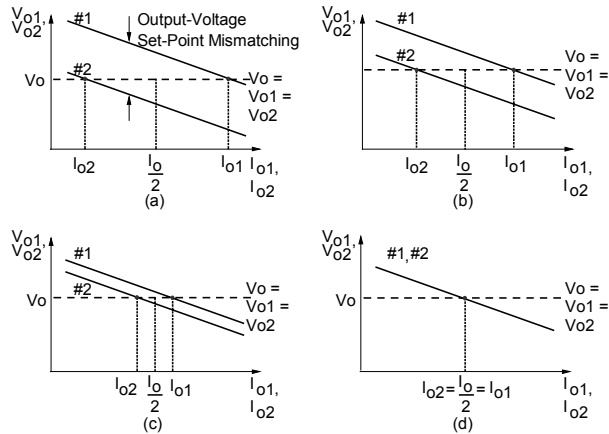 Vo1,
Vo2
#1
Output-Voltage
Set-Point Mismatching
#2
Vo
Vo =
Vo1 =
Vo2
Io2
Io
2
Io1
Io1,
Io2
(a)
Vo1,
Vo2
#1
#2
Vo =
Vo1 =
Vo2
Io2
Io
2
Io1
Io1,
Io2
(b)
Vo1,
Vo2
#1
#2
Vo
Vo =
Vo1 =
Vo2
Io2
Io
2
Io1
Io1,
Io2
(c)
Vo1,
Vo2
#1,#2
Vo
Vo =
Vo1 =
Vo2
Io2 = Io/2 = Io1
Io1,
Io2
(d)